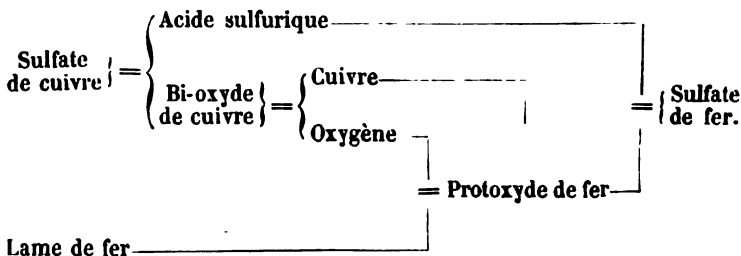 Acide sulfurique
Sulfate
de cuivre
=
Bi-oxyde
de cuivre
=
Cuivre
Oxygène
=
Sulfate
de fer.
= Protoxyde de fer
Lame de fer